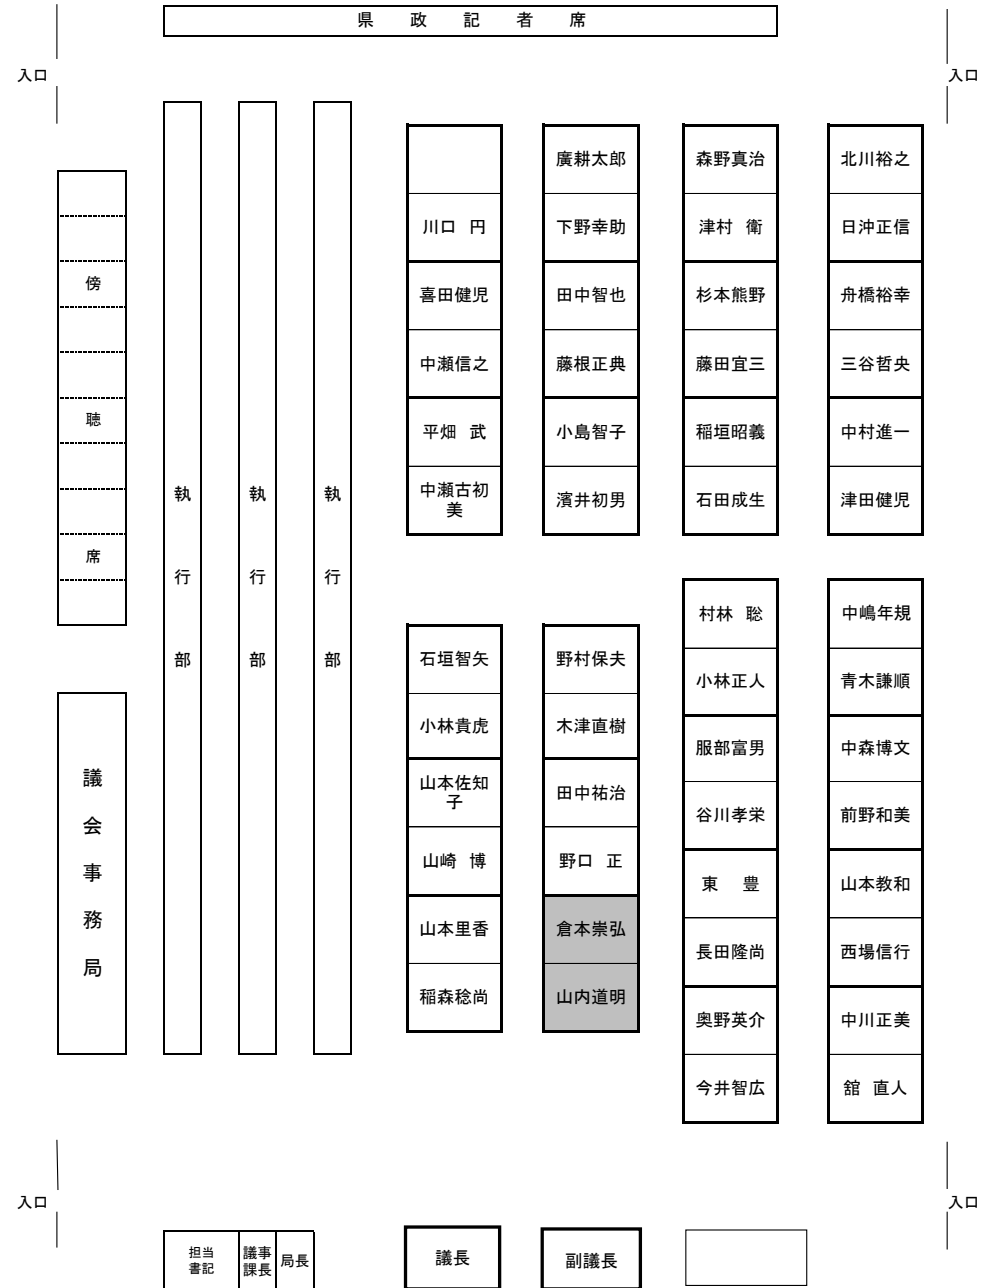 県 政 記 者 席
入口
入口
廣耕太郎
森野真治
北川裕之
川口 円
下野幸助
津村 衛
日沖正信
傍
喜田健児
田中智也
杉本熊野
舟橋裕幸
中瀬信之
藤根正典
藤田宜三
三谷哲央
聴
平畑 武
小島智子
稲垣昭義
中村進一
中瀬古初
美
濱井初男
石田成生
津田健児
席
執
行
部
執
行
部
執
行
部
村林 聡
中嶋年規
石垣智矢
野村保夫
小林正人
青木謙順
小林貴虎
木津直樹
服部富男
中森博文
山本佐知
子
田中祐治
谷川孝栄
前野和美
山崎 博
野口 正
東 豊
山本教和
山本里香
倉本崇弘
長田隆尚
西場信行
稲森稔尚
山内道明
奥野英介
中川正美
今井智広
舘 直人
議
会
事
務
局
入口
入口
担当
書記
議事
課長
局長
議長
副議長